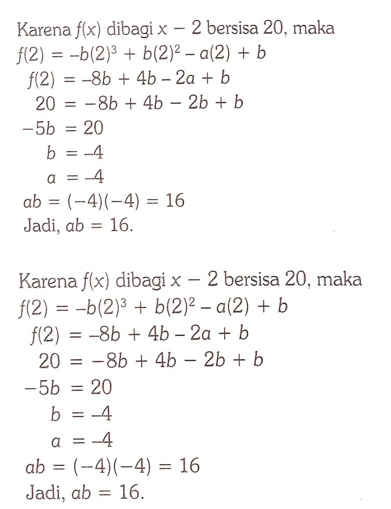 Karena f(x) dibagi x − 2 bersisa 20, maka
f(2) = –b(2)³ + b(2)² – a(2) + b
f(2) = –8b + 4b – 2a + b
20 = −8b + 4b − 2b + b
−5b = 20
b = –4
a = –4
ab = (−4)(−4) = 16
Jadi, ab = 16.
Karena f(x) dibagi x − 2 bersisa 20, maka
f(2) = –b(2)³ + b(2)² – a(2) + b
f(2) = –8b + 4b – 2a + b
20 = −8b + 4b − 2b + b
−5b = 20
b = –4
a = –4
ab = (−4)(−4) = 16
Jadi, ab = 16.